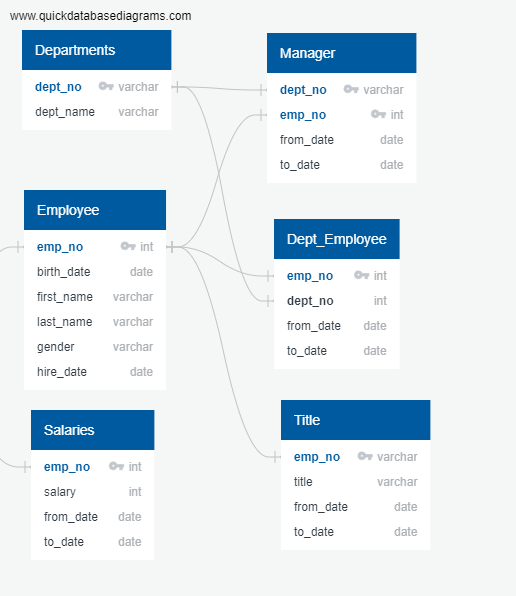 www.quickdatabasediagrams.com
Departments
dept_no varchar
dept_name varchar
Manager
dept_no varchar
emp_no int
from_date date
to_date date
Employee
emp_no int
birth_date date
first_name varchar
last_name varchar
gender varchar
hire_date date
Dept_Employee
emp_no int
dept_no int
from_date date
to_date date
Salaries
emp_no int
salary int
from_date date
to_date date
Title
emp_no varchar
title varchar
from_date date
to_date date